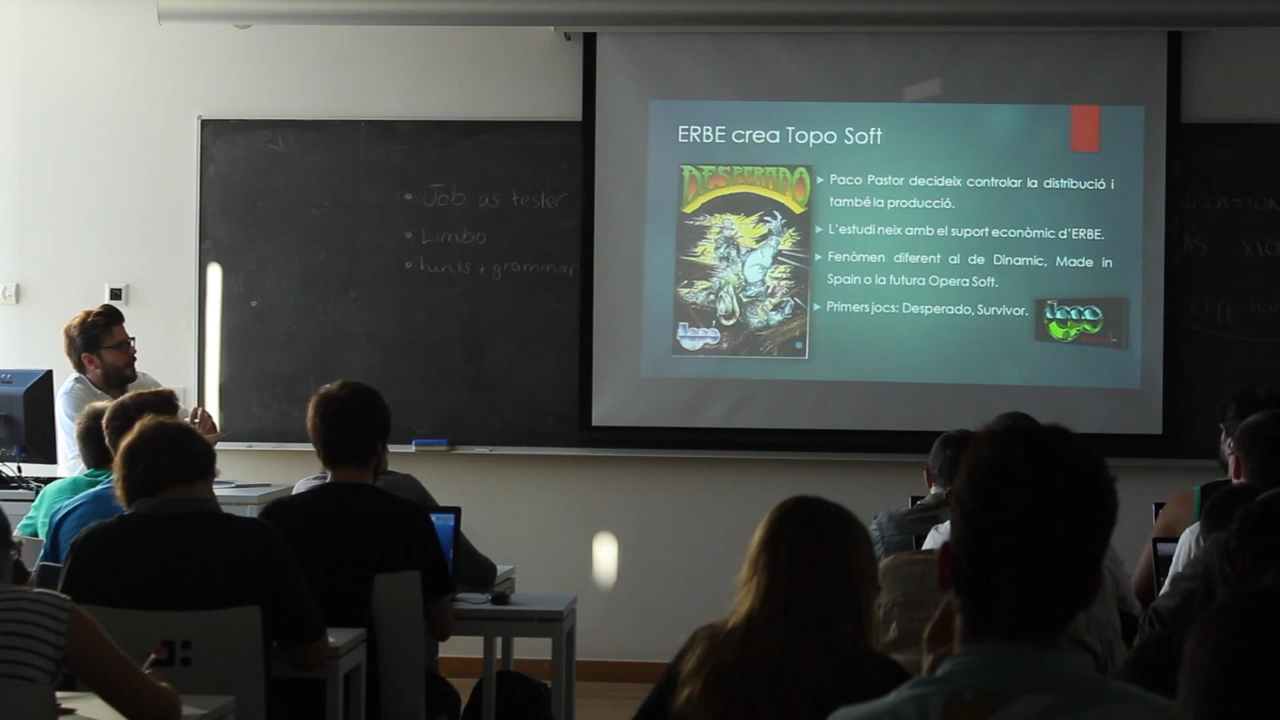 ERBE crea Topo Soft
DESPERADO
Paco Pastor decideix controlar la distribució i
també la producció.
L'estudi neix amb el suport econòmic d'ERBE.
Fenòmen diferent al de Dinamic, Made in
Spain o la futura Opera Soft.
Primers jocs: Desperado, Survivor.
topo
topo
Job as tester
Limbo
hints + grammar